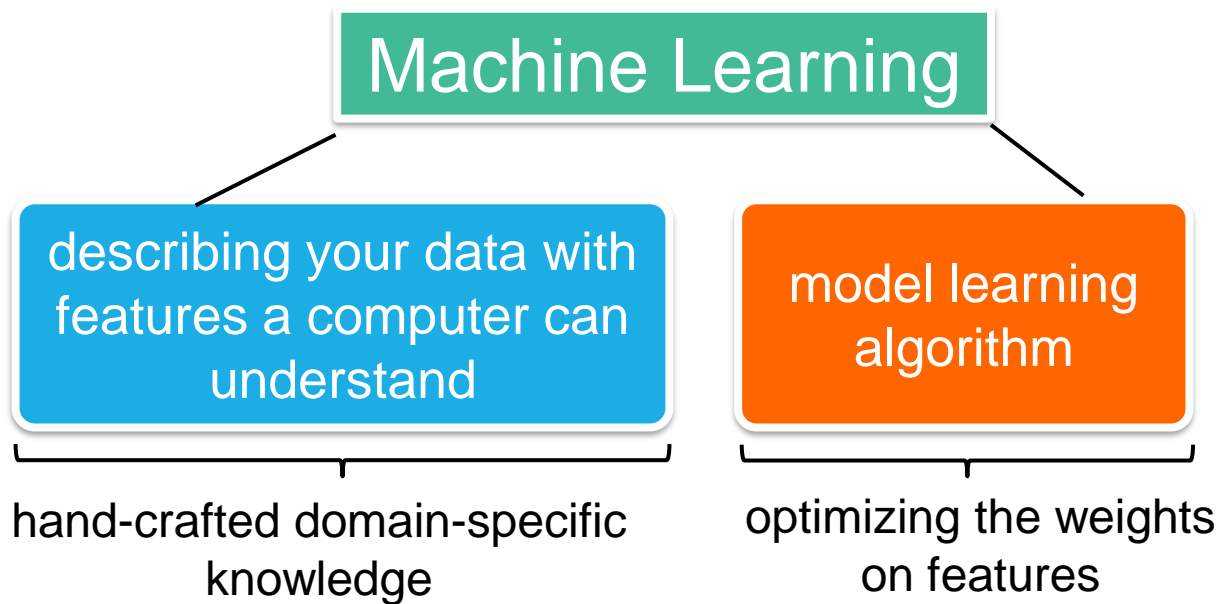 Machine Learning
describing your data with
features a computer can
understand
model learning
algorithm
hand-crafted domain-specific
knowledge
optimizing the weights
on features